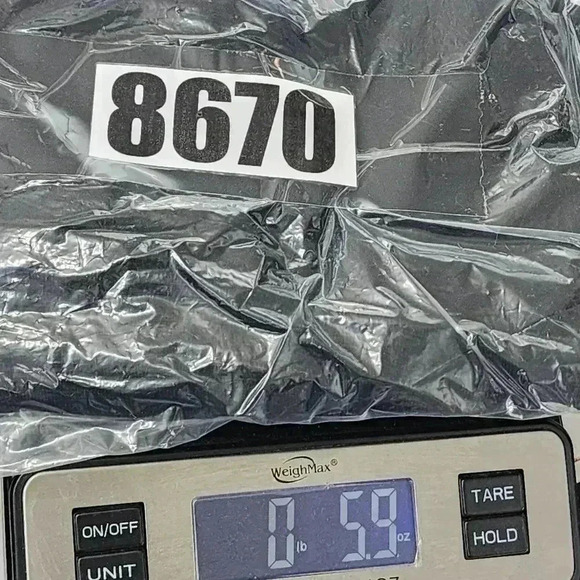 8670
WeighMax®
ON/OFF
UNIT
0 lb 5.9 oz
TARE
HOLD